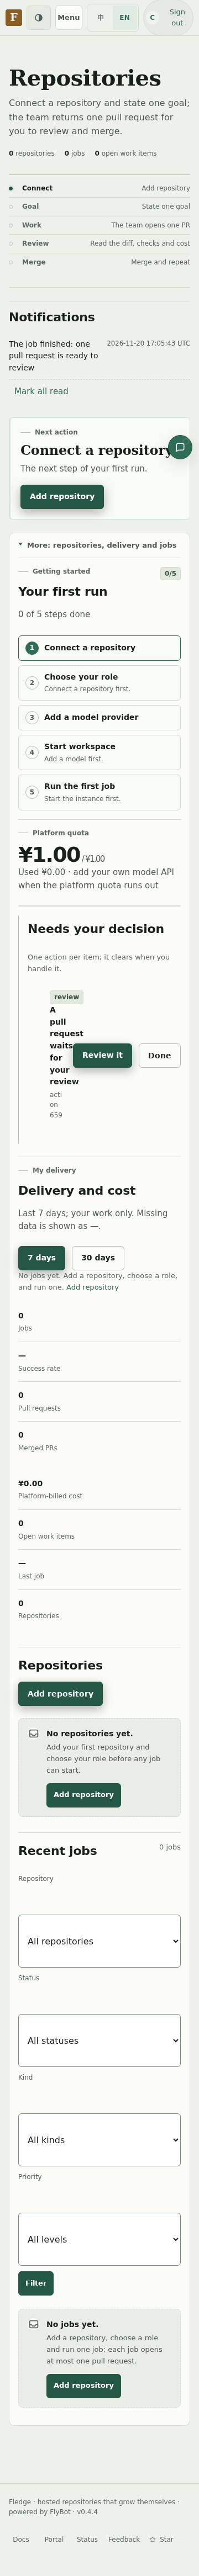 F
Menu
中
EN
C
Sign out
Repositories
Connect a repository and state one goal;
the team returns one pull request for
you to review and merge.
0 repositories 0 jobs 0 open work items
Connect Add repository
Goal State one goal
Work The team opens one PR
Review Read the diff, checks and cost
Merge Merge and repeat
Notifications
The job finished: one
pull request is ready to
review
2026-11-20 17:05:43 UTC
Mark all read
Next action
Connect a repository
The next step of your first run.
Add repository
More: repositories, delivery and jobs
Getting started
0/5
Your first run
0 of 5 steps done
1 Connect a repository
2 Choose your role
Connect a repository first.
3 Add a model provider
4 Start workspace
Add a model first.
5 Run the first job
Start the instance first.
Platform quota
¥1.00 / ¥1.00
Used ¥0.00 · add your own model API
when the platform quota runs out
Needs your decision
One action per item; it clears when you
handle it.
review
A
pull
request
waits
for
your
review
acti
on-
659
Review it
Done
My delivery
Delivery and cost
Last 7 days; your work only. Missing
data is shown as —.
7 days
30 days
No jobs yet. Add a repository, choose a role,
and run one. Add repository
0
Jobs
—
Success rate
0
Pull requests
0
Merged PRs
¥0.00
Platform-billed cost
0
Open work items
—
Last job
0
Repositories
Repositories
Add repository
No repositories yet.
Add your first repository and
choose your role before any job
can start.
Add repository
Recent jobs
0 jobs
Repository
All repositories
Status
All statuses
Kind
All kinds
Priority
All levels
Filter
No jobs yet.
Add a repository, choose a role
and run one job; each job opens
at most one pull request.
Add repository
Fledge · hosted repositories that grow themselves ·
powered by FlyBot · v0.4.4
Docs Portal Status Feedback Star